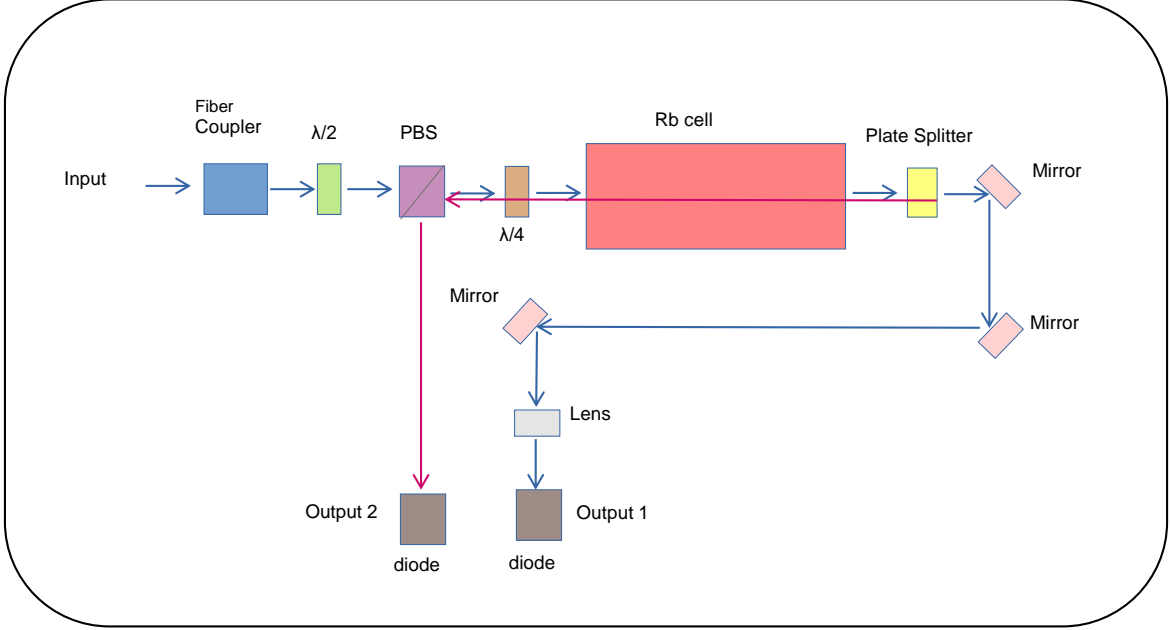 Fiber
Coupler
λ/2
PBS
Rb cell
Plate Splitter
Mirror
Input
λ/4
Mirror
Mirror
Lens
Output 2
Output 1
diode
diode